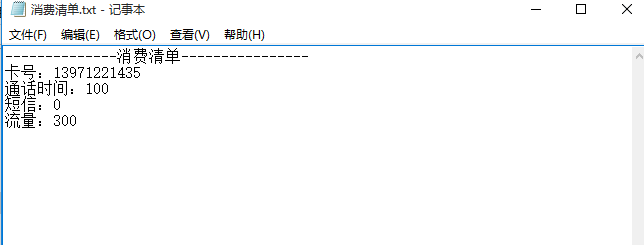 消费清单.txt - 记事本
文件(F) 编辑(E) 格式(O) 查看(V) 帮助(H)
--------------消费清单----------------
卡号：13971221435
通话时间：100
短信：0
流量：300